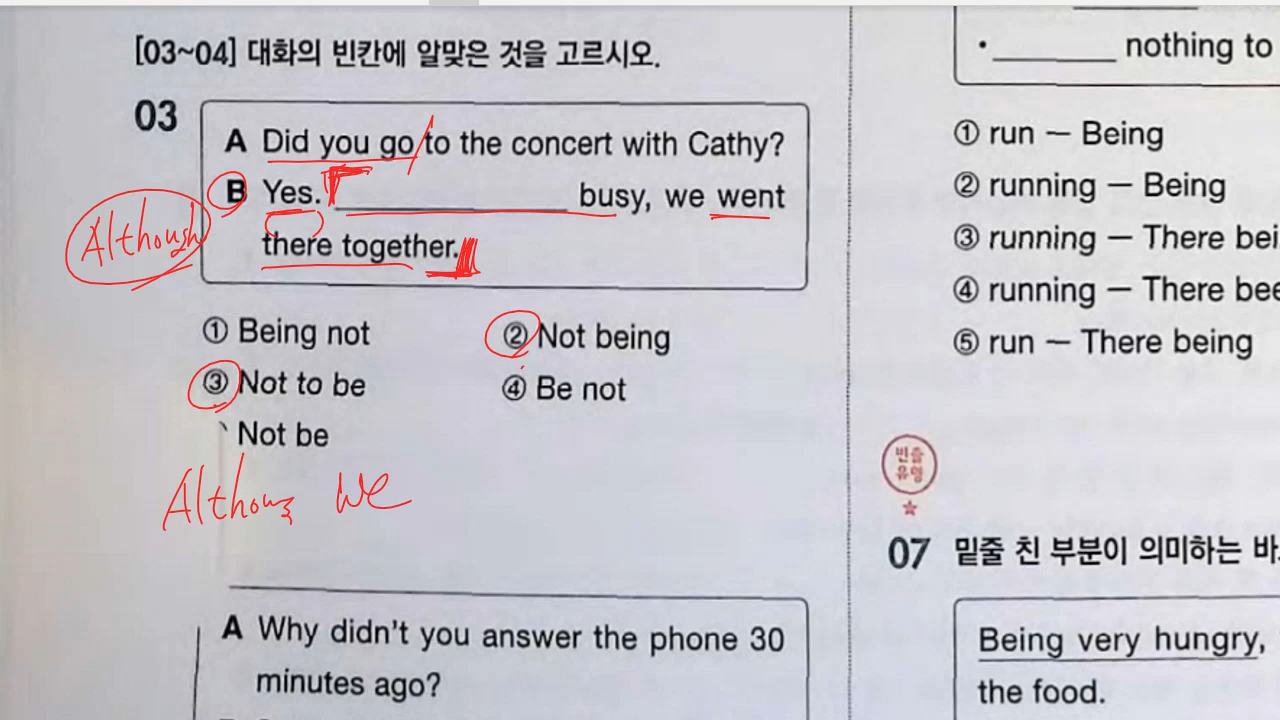 [03~04] 대화의 빈칸에 알맞은 것을 고르시오.
03
A Did you go to the concert with Cathy?
B Yes. __________ busy, we went
there together.
Although
① Being not
② Not being
③ Not to be
④ Be not
Not be
we
A Why didn't you answer the phone 30
minutes ago?
• ________ nothing to
① run — Being
② running — Being
③ running — There bei
④ running — There bee
⑤ run — There being
빈출
유형
07 밑줄 친 부분이 의미하는 바
Being very hungry,
the food.